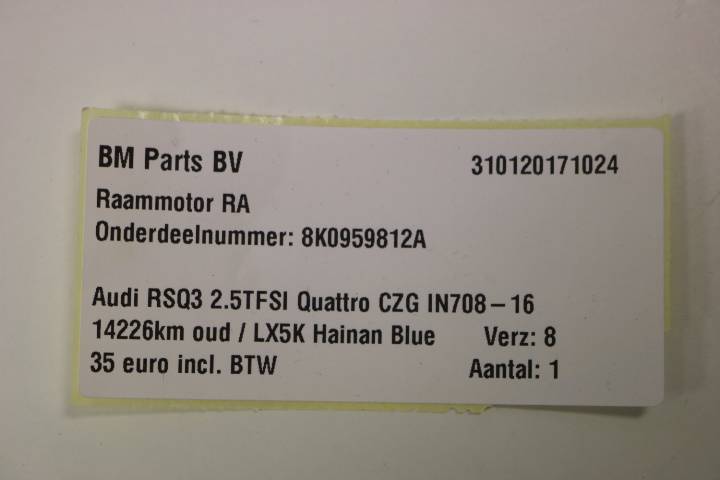 BM Parts BV 310120171024
Raammotor RA
Onderdeelnummer: 8K0959812A
Audi RSQ3 2.5TFSI Quattro CZG IN708-16
14226km oud / LX5K Hainan Blue Verz: 8
35 euro incl. BTW Aantal: 1